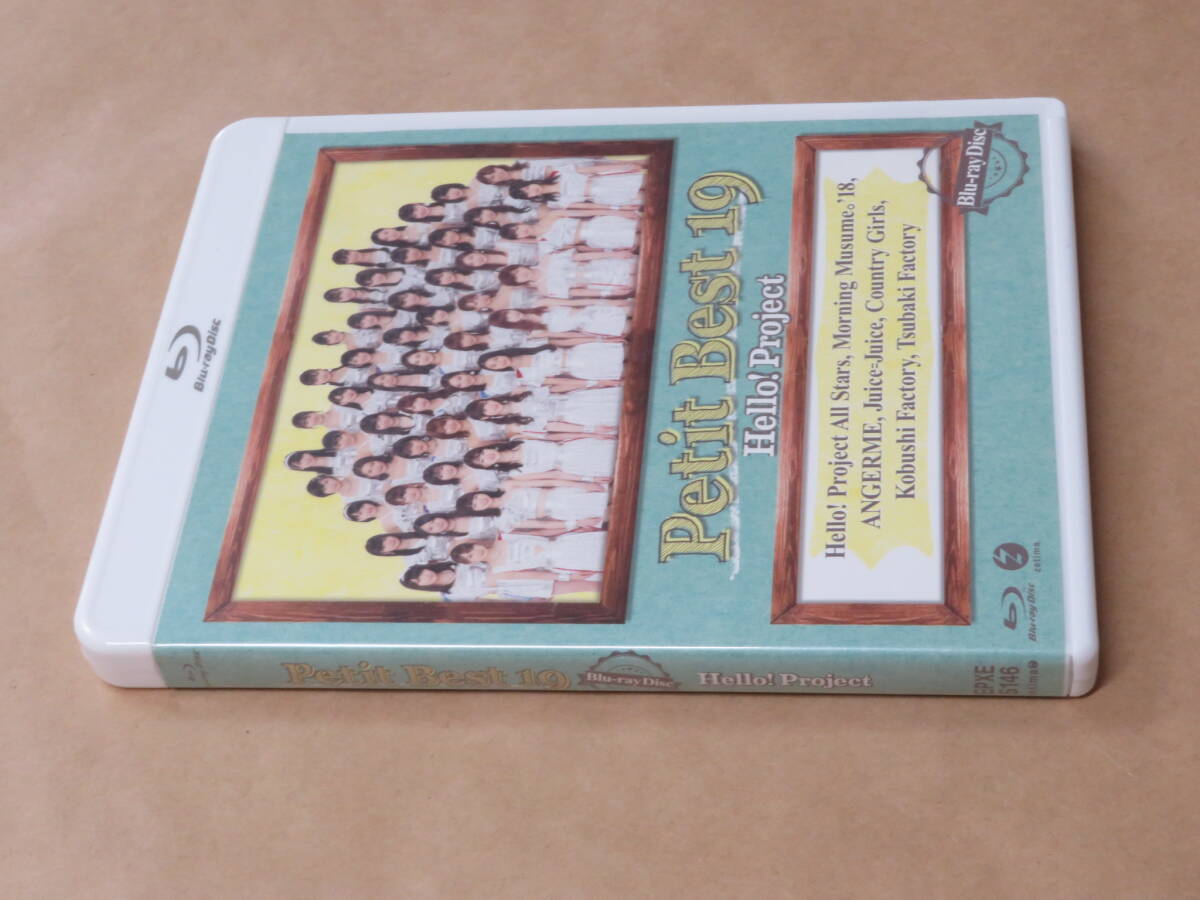 Blu-ray Disc
Petit Best 19
Hello! Project
Hello! Project All Stars, Morning Musume。'18,
ANGERME, Juice=Juice, Country Girls,
Kobushi Factory, Tsubaki Factory
Blu-ray Disc
Blu-ray Disc
zetima
Petit Best 19
Blu-ray Disc
Hello! Project
EPXE
5146
zetima